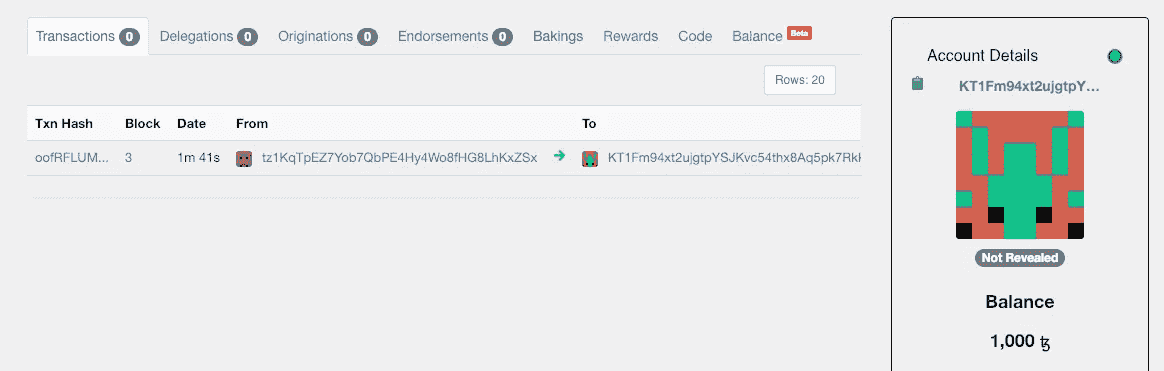 Transactions 0 Delegations 0 Originations 0 Endorsements 0 Bakings Rewards Code Balance Beta
Rows: 20
Txn Hash Block Date From To
oofRFLUM... 3 1m 41s tz1KqTpEZ7Yob7QbPE4Hy4Wo8fHG8LhKxZSx KT1Fm94xt2ujgtpYSJKvc54thx8Aq5pk7Rkl
Account Details
KT1Fm94xt2ujgtpY...
Not Revealed
Balance
1,000 ꜩ